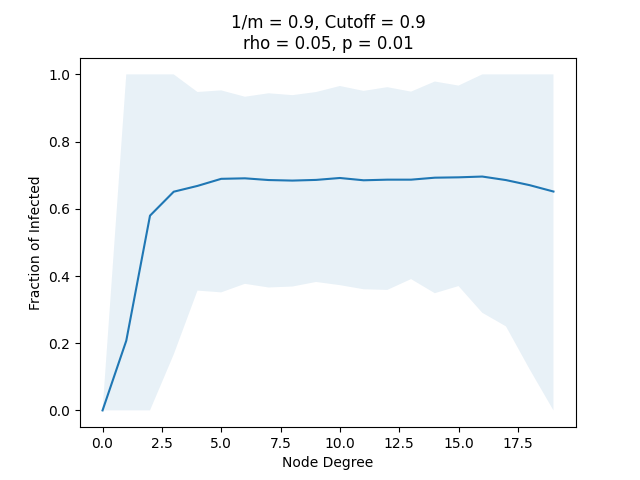 1/m = 0.9, Cutoff = 0.9
rho = 0.05, p = 0.01
1.0
0.8
0.6
0.4
0.2
0.0
Fraction of Infected
0.0 2.5 5.0 7.5 10.0 12.5 15.0 17.5
Node Degree